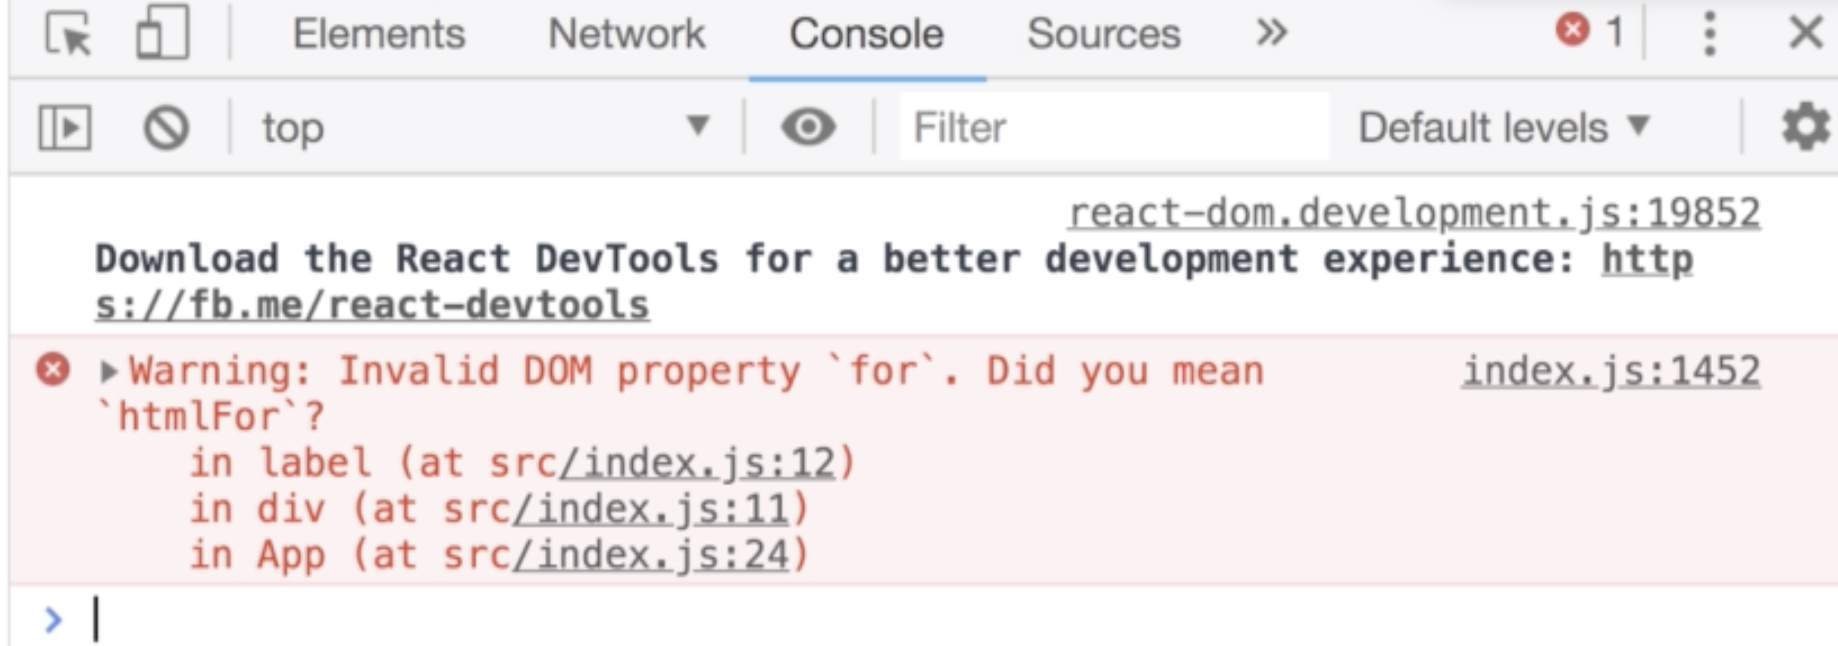 Elements Network Console Sources 1
top Filter Default levels
react-dom.development.js:19852
Download the React DevTools for a better development experience: http
s://fb.me/react-devtools
Warning: Invalid DOM property `for`. Did you mean index.js:1452
`htmlFor`?
in label (at src/index.js:12)
in div (at src/index.js:11)
in App (at src/index.js:24)